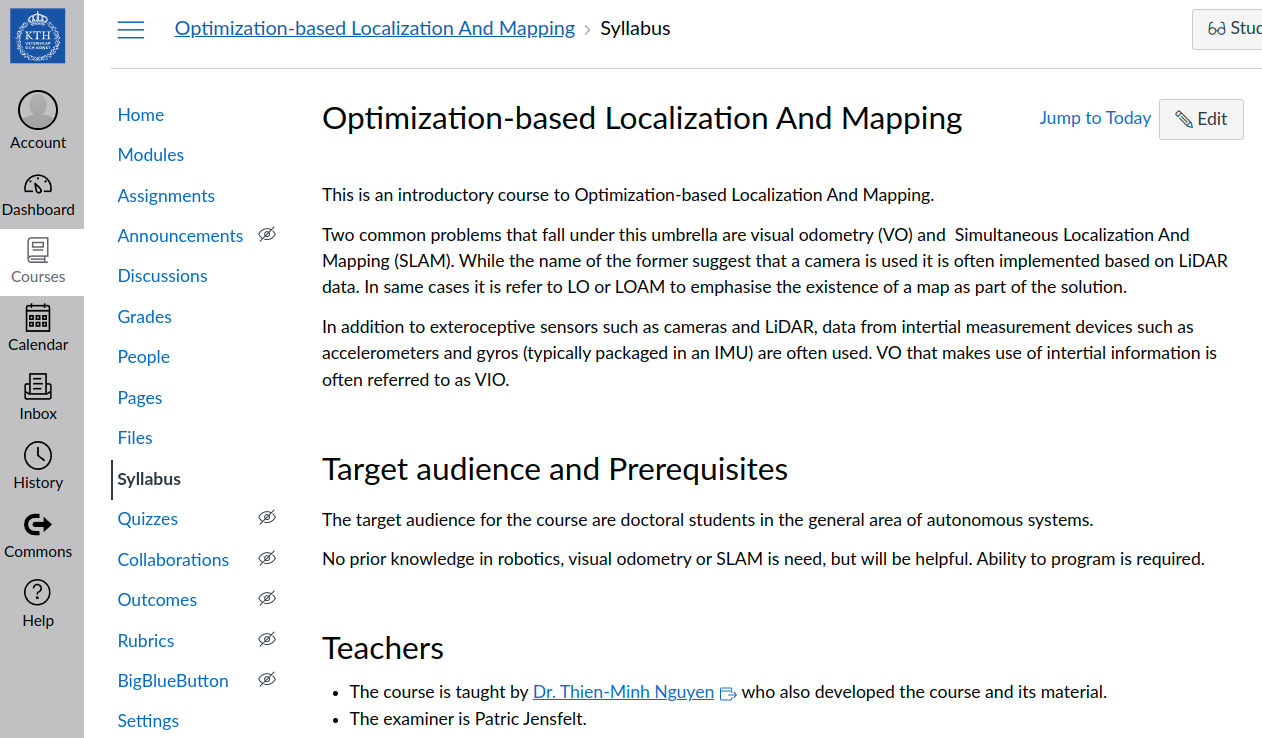 KTH
VETENSKAP
OCH KONST
Account
Dashboard
Courses
Calendar
Inbox
History
Commons
Help
Optimization-based Localization And Mapping › Syllabus
Stud
Home
Modules
Assignments
Announcements
Discussions
Grades
People
Pages
Files
Syllabus
Quizzes
Collaborations
Outcomes
Rubrics
BigBlueButton
Settings
Optimization-based Localization And Mapping
Jump to Today
Edit
This is an introductory course to Optimization-based Localization And Mapping.
Two common problems that fall under this umbrella are visual odometry (VO) and  Simultaneous Localization And
Mapping (SLAM). While the name of the former suggest that a camera is used it is often implemented based on LiDAR
data. In same cases it is refer to LO or LOAM to emphasise the existence of a map as part of the solution.
In addition to exteroceptive sensors such as cameras and LiDAR, data from intertial measurement devices such as
accelerometers and gyros (typically packaged in an IMU) are often used. VO that makes use of intertial information is
often referred to as VIO.
Target audience and Prerequisites
The target audience for the course are doctoral students in the general area of autonomous systems.
No prior knowledge in robotics, visual odometry or SLAM is need, but will be helpful. Ability to program is required.
Teachers
• The course is taught by Dr. Thien-Minh Nguyen who also developed the course and its material.
• The examiner is Patric Jensfelt.